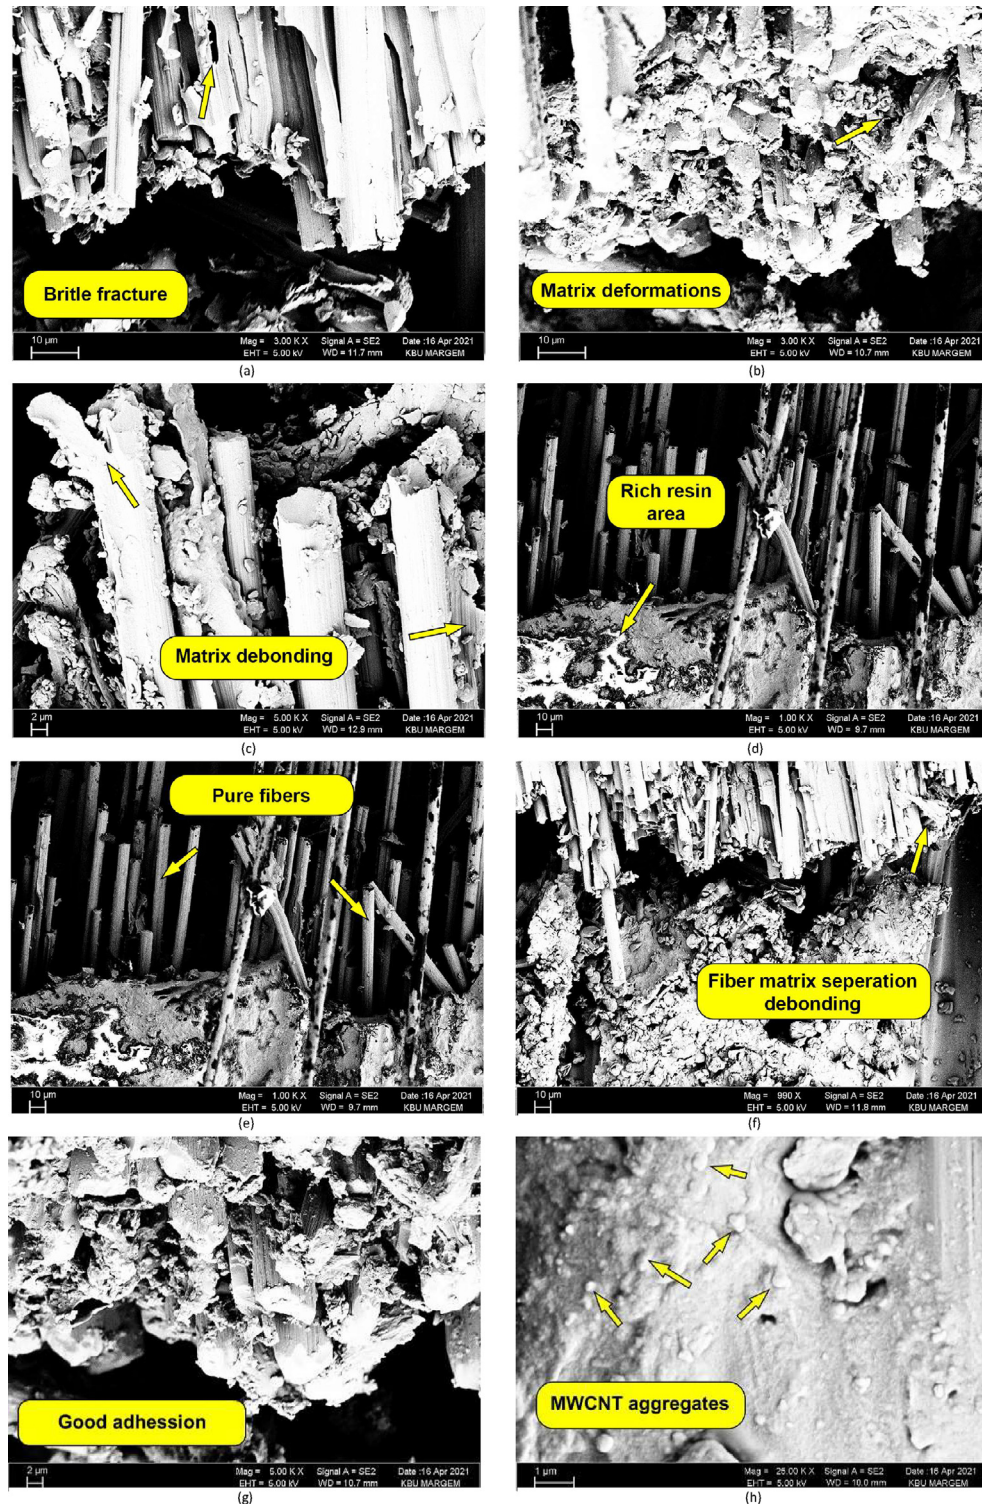 Britle fracture
10 µm
Mag = 3.00 K X Signal A = SE2 Date :16 Apr 2021
EHT = 5.00 kV WD = 11.7 mm KBU MARGEM
(a)
Matrix deformations
10 µm
Mag = 3.00 K X Signal A = SE2 Date :16 Apr 2021
EHT = 5.00 kV WD = 10.7 mm KBU MARGEM
(b)
Matrix debonding
2 µm
Mag = 5.00 K X Signal A = SE2 Date :16 Apr 2021
EHT = 5.00 kV WD = 12.9 mm KBU MARGEM
(c)
Rich resin
area
10 µm
Mag = 1.00 K X Signal A = SE2 Date :16 Apr 2021
EHT = 5.00 kV WD = 9.7 mm KBU MARGEM
(d)
Pure fibers
10 µm
Mag = 1.00 K X Signal A = SE2 Date :16 Apr 2021
EHT = 5.00 kV WD = 9.7 mm KBU MARGEM
(e)
Fiber matrix seperation
debonding
10 µm
Mag = 990 X Signal A = SE2 Date :16 Apr 2021
EHT = 5.00 kV WD = 11.8 mm KBU MARGEM
(f)
Good adhession
2 µm
Mag = 5.00 K X Signal A = SE2 Date :16 Apr 2021
EHT = 5.00 kV WD = 10.7 mm KBU MARGEM
(g)
MWCNT aggregates
1 µm
Mag = 25.00 K X Signal A = SE2 Date :16 Apr 2021
EHT = 5.00 kV WD = 10.0 mm KBU MARGEM
(h)